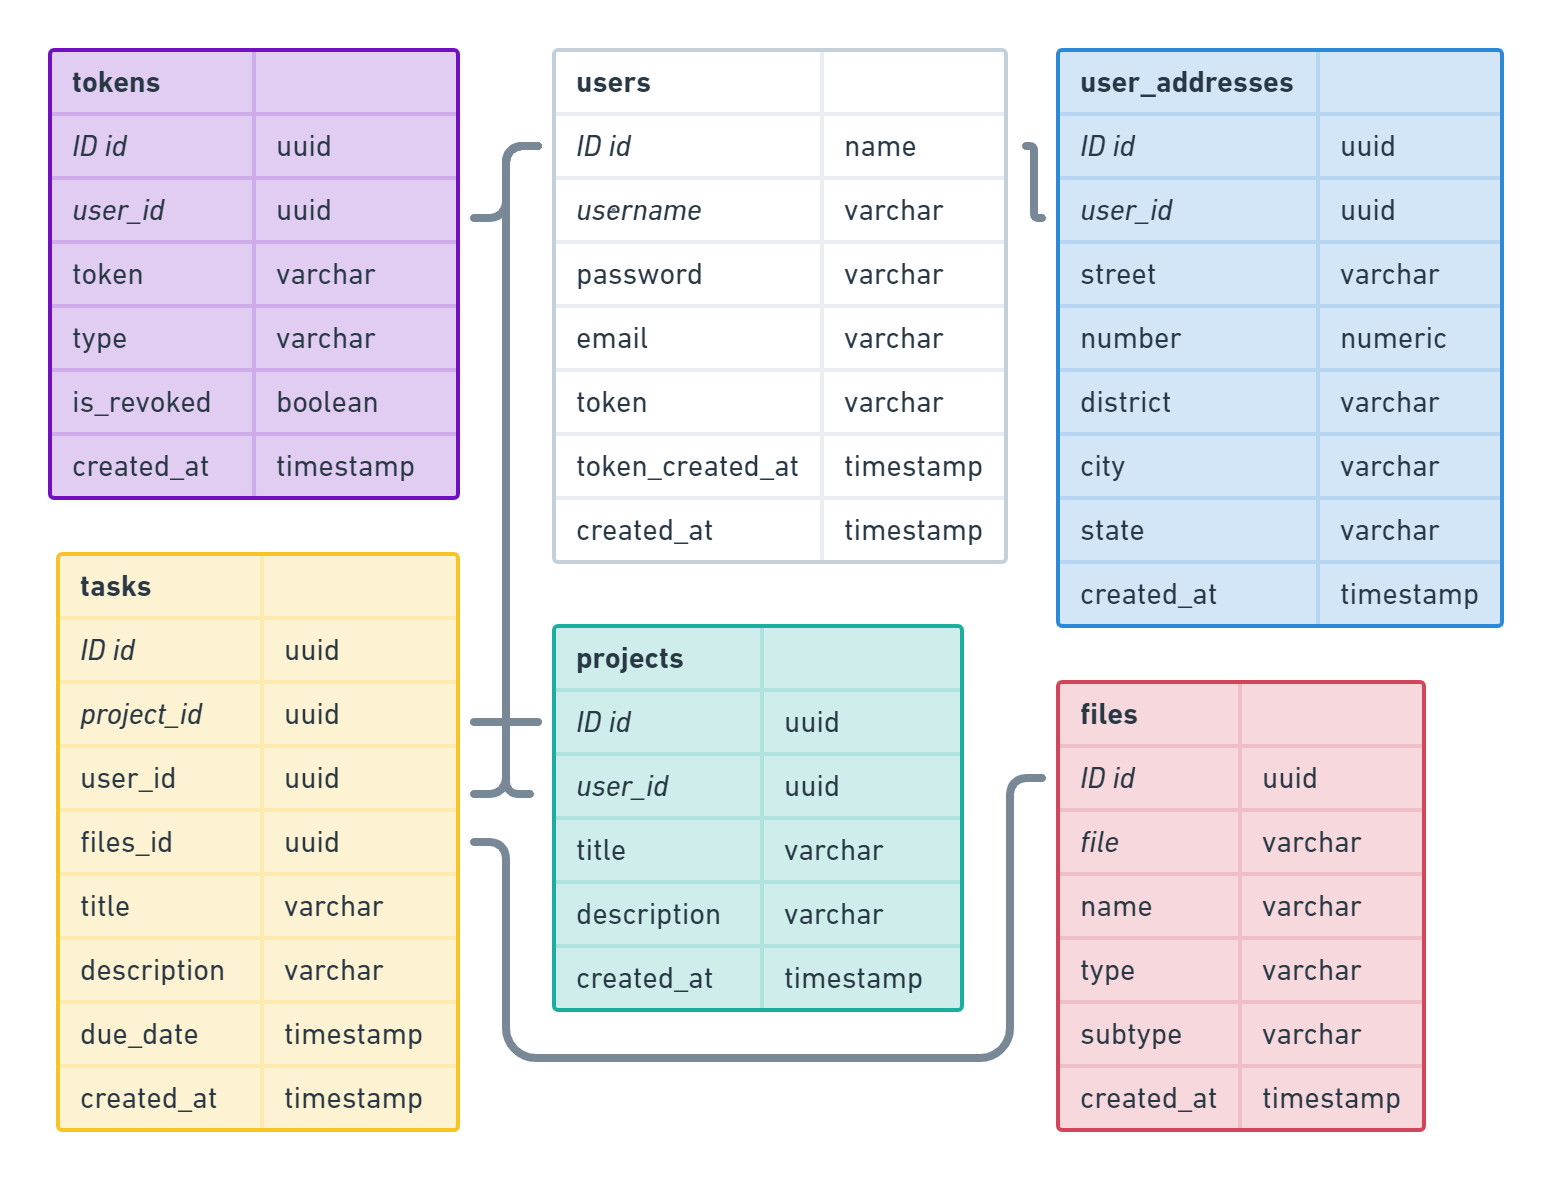 tokens
ID id uuid
user_id uuid
token varchar
type varchar
is_revoked boolean
created_at timestamp
users
ID id name
username varchar
password varchar
email varchar
token varchar
token_created_at timestamp
created_at timestamp
user_addresses
ID id uuid
user_id uuid
street varchar
number numeric
district varchar
city varchar
state varchar
created_at timestamp
tasks
ID id uuid
project_id uuid
user_id uuid
files_id uuid
title varchar
description varchar
due_date timestamp
created_at timestamp
projects
ID id uuid
user_id uuid
title varchar
description varchar
created_at timestamp
files
ID id uuid
file varchar
name varchar
type varchar
subtype varchar
created_at timestamp